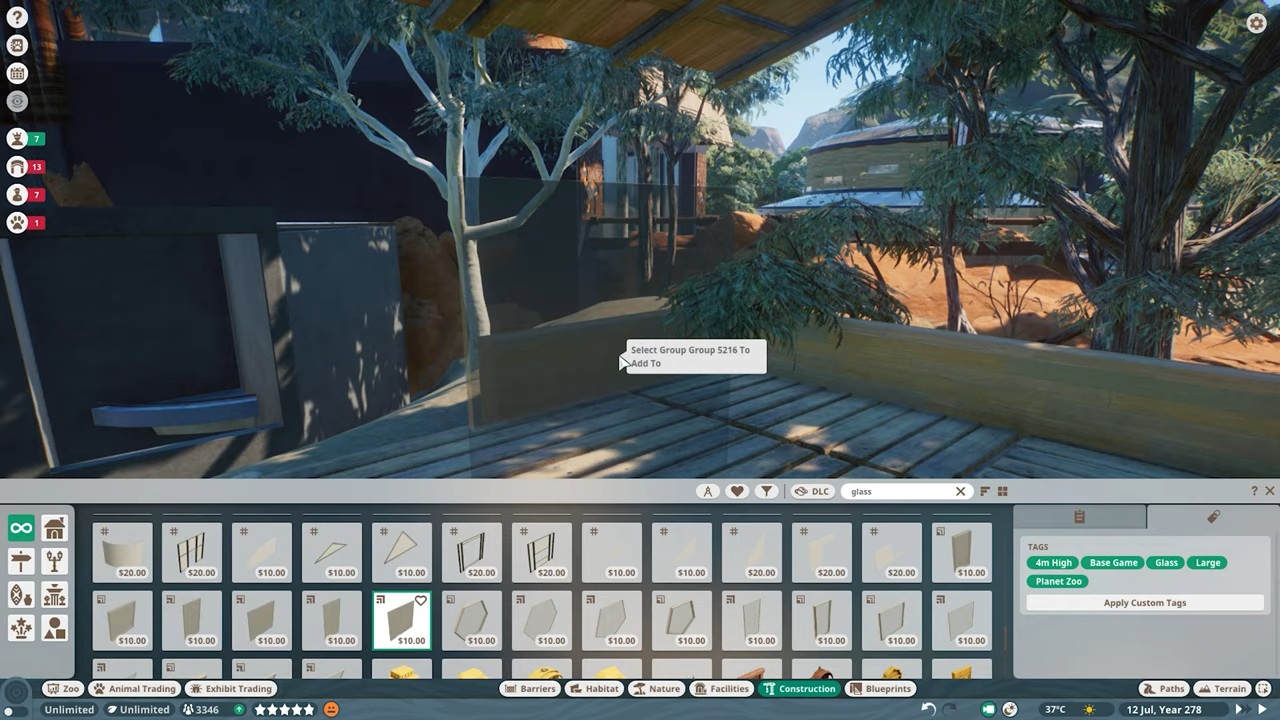 ?
7
13
7
1
Select Group Group 5216 To
Add To
DLC
glass
?
$20.00 $20.00 $10.00 $10.00 $10.00 $20.00 $20.00 $10.00 $10.00 $20.00 $20.00 $20.00 $10.00
$10.00 $10.00 $10.00 $10.00 $10.00 $10.00 $10.00 $10.00 $10.00 $10.00 $10.00 $10.00 $10.00
TAGS
4m High Base Game Glass Large
Planet Zoo
Apply Custom Tags
Zoo Animal Trading Exhibit Trading Barriers Habitat Nature Facilities Construction Blueprints Paths Terrain
Unlimited Unlimited 3346 37°C 12 Jul, Year 278